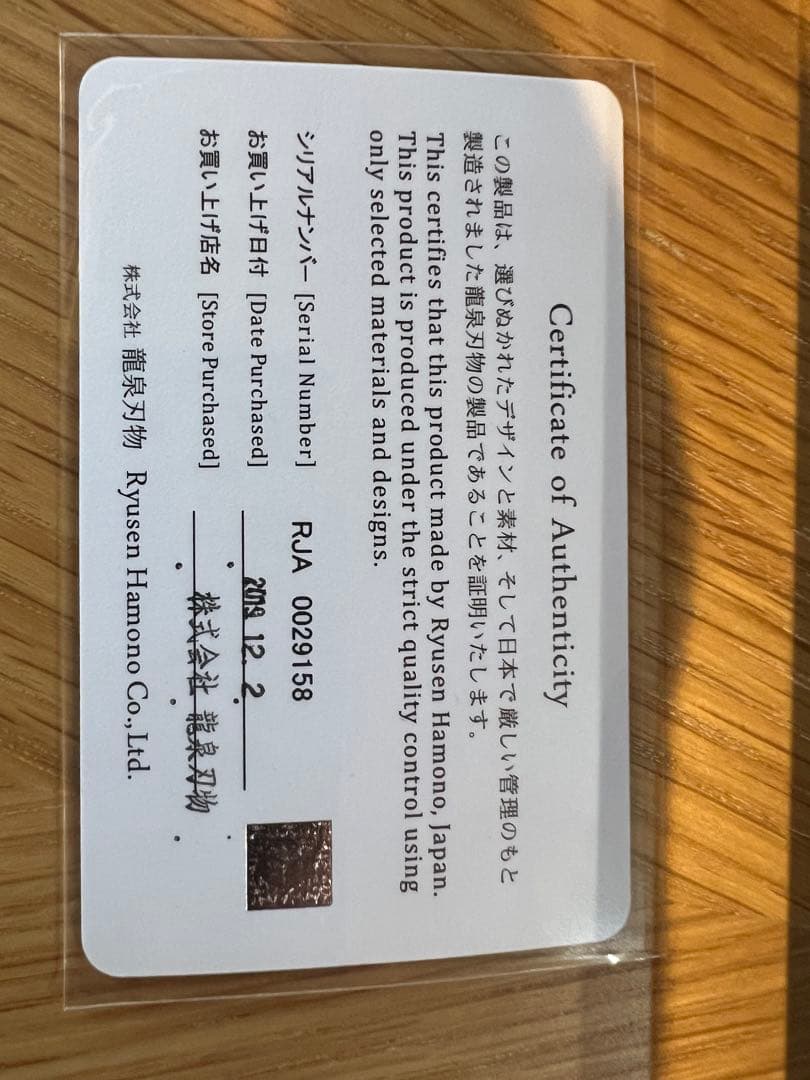 Certificate of Authenticity
この製品は、選びぬかれたデザインと素材、そして日本で厳しい管理のもと
製造されました龍泉刃物の製品であることを証明いたします。
This certifies that this product made by Ryusen Hamono, Japan.
This product is produced under the strict quality control using
only selected materials and designs.
シリアルナンバー [Serial Number] RJA 0029158
お買い上げ日付 [Date Purchased] 2019.12.2
お買い上げ店名 [Store Purchased] 株式会社 龍泉刃物
株式会社 龍泉刃物 Ryusen Hamono Co.,Ltd.